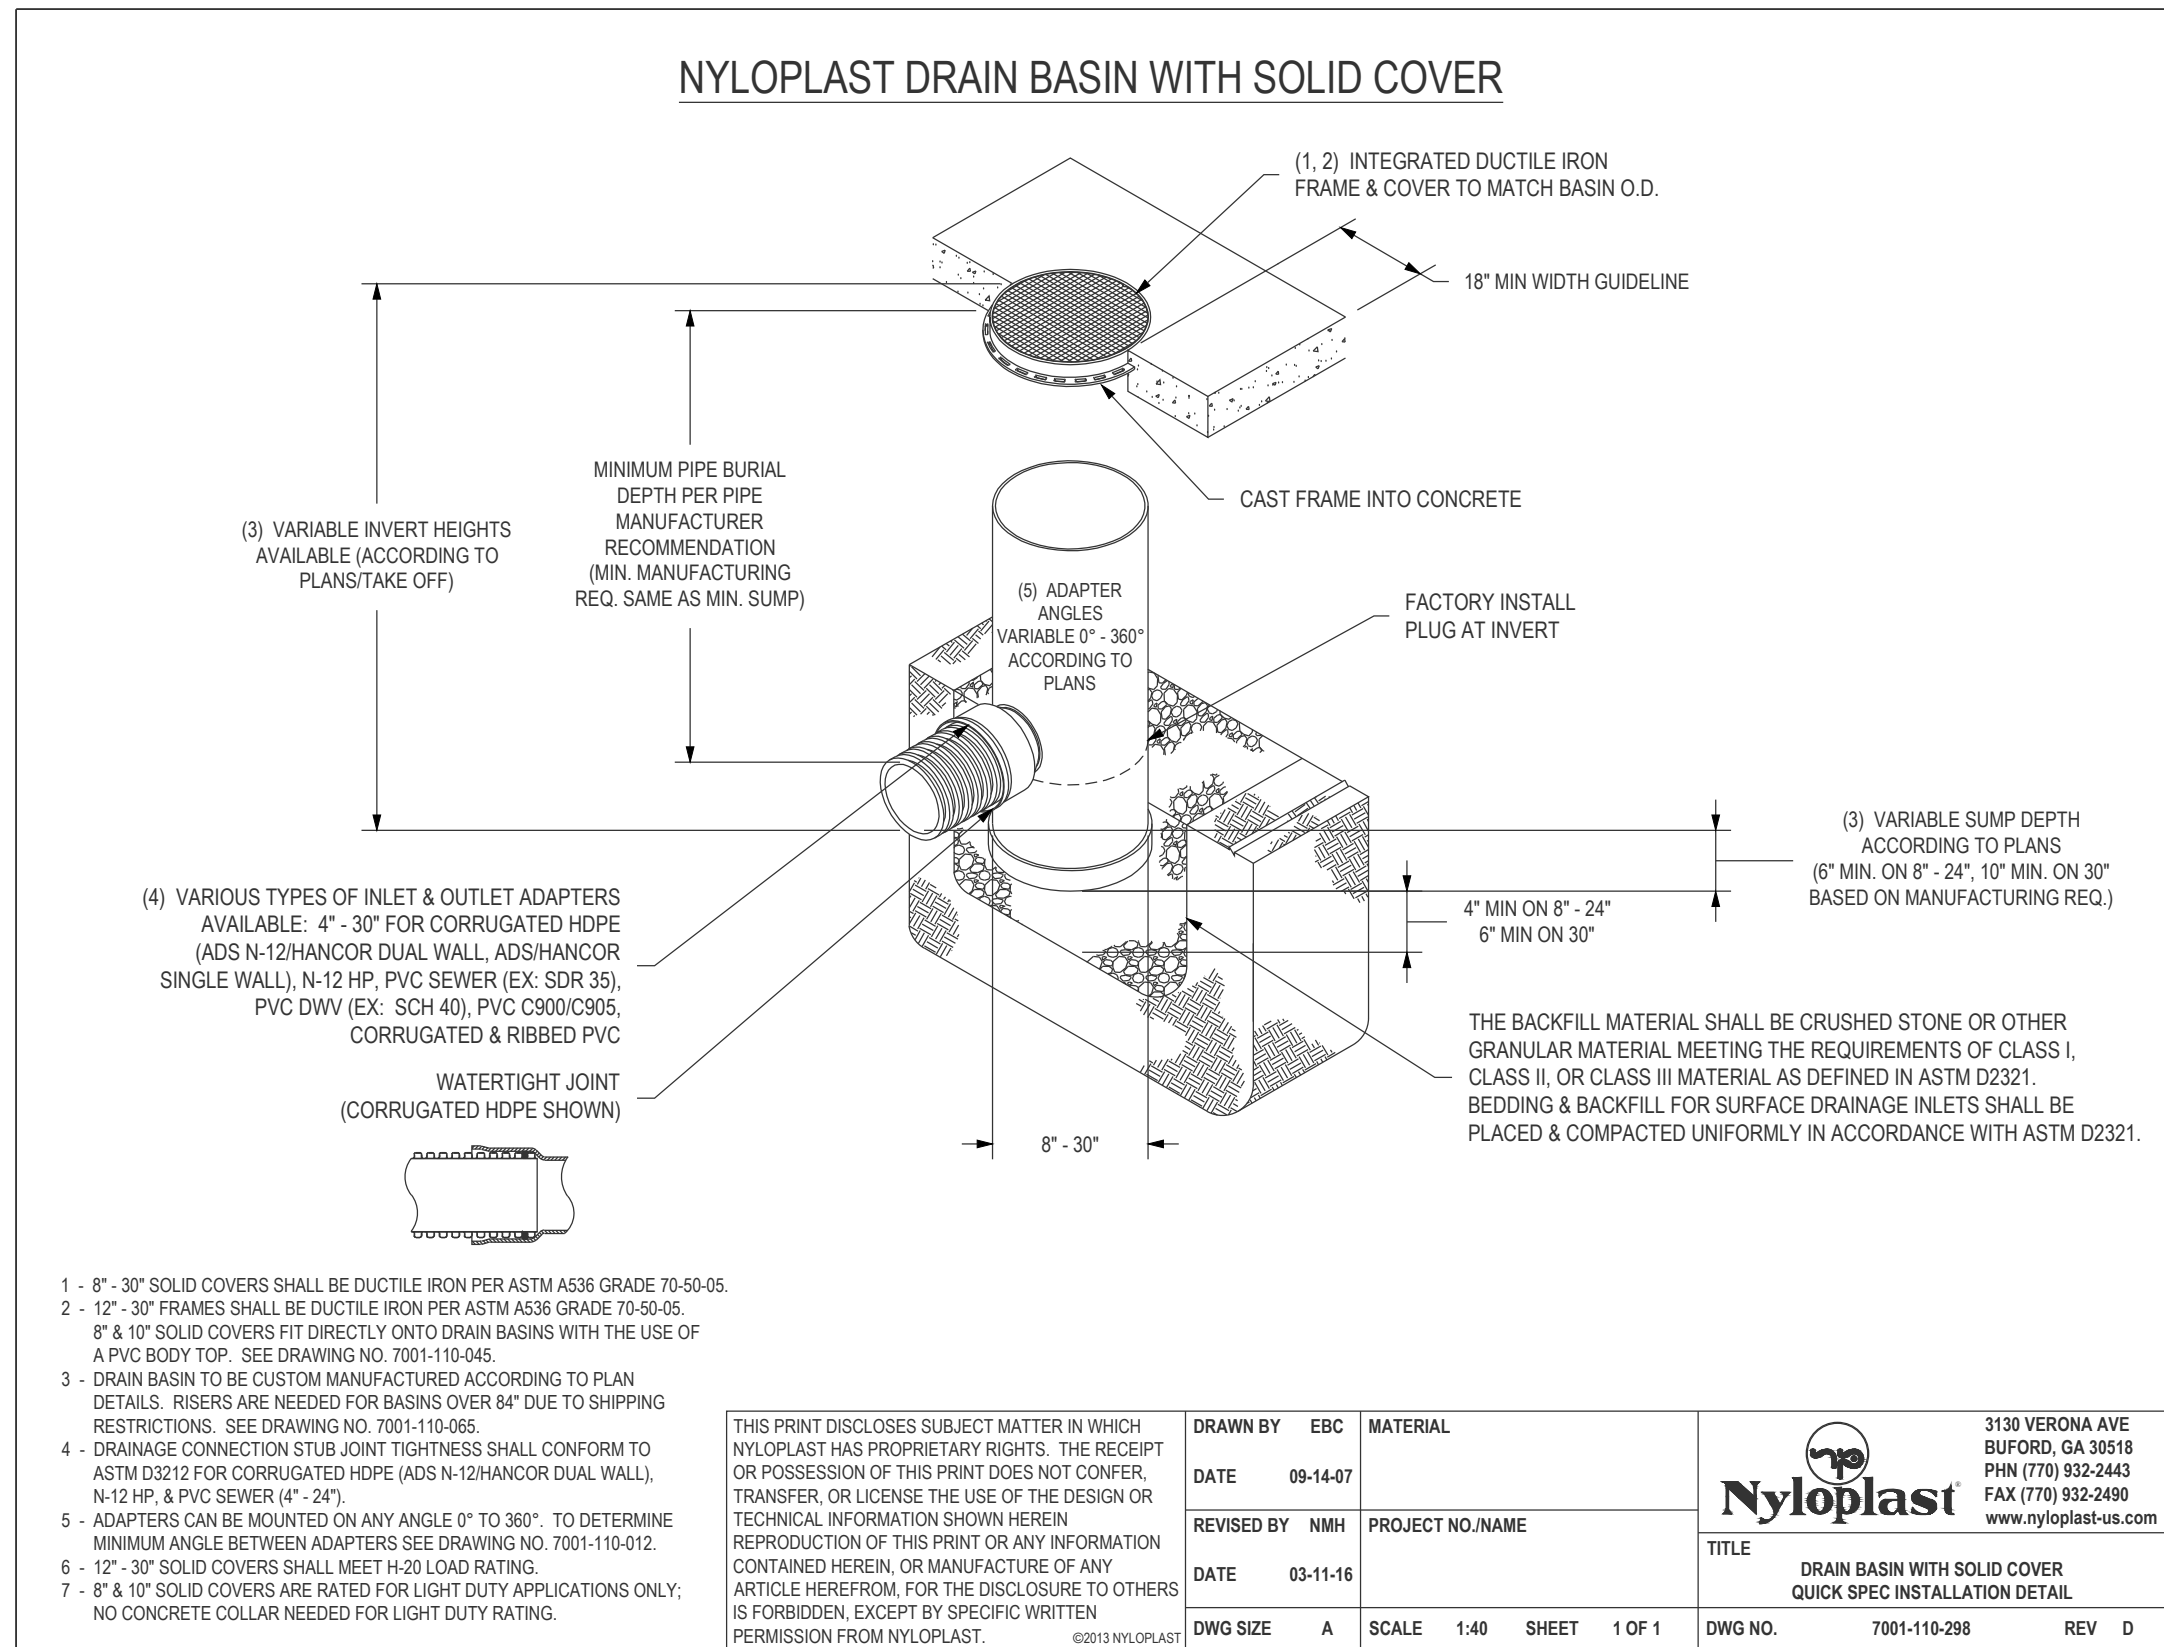 NYLOPLAST DRAIN BASIN WITH SOLID COVER
(1, 2) INTEGRATED DUCTILE IRON
FRAME & COVER TO MATCH BASIN O.D.
18" MIN WIDTH GUIDELINE
MINIMUM PIPE BURIAL
DEPTH PER PIPE
MANUFACTURER
RECOMMENDATION
(MIN. MANUFACTURING
REQ. SAME AS MIN. SUMP)
CAST FRAME INTO CONCRETE
(3) VARIABLE INVERT HEIGHTS
AVAILABLE (ACCORDING TO
PLANS/TAKE OFF)
(5) ADAPTER
ANGLES
VARIABLE 0° - 360°
ACCORDING TO
PLANS
FACTORY INSTALL
PLUG AT INVERT
(3) VARIABLE SUMP DEPTH
ACCORDING TO PLANS
(6" MIN. ON 8" - 24", 10" MIN. ON 30"
BASED ON MANUFACTURING REQ.)
4" MIN ON 8" - 24"
6" MIN ON 30"
(4) VARIOUS TYPES OF INLET & OUTLET ADAPTERS
AVAILABLE: 4" - 30" FOR CORRUGATED HDPE
(ADS N-12/HANCOR DUAL WALL, ADS/HANCOR
SINGLE WALL), N-12 HP, PVC SEWER (EX: SDR 35),
PVC DWV (EX: SCH 40), PVC C900/C905,
CORRUGATED & RIBBED PVC
WATERTIGHT JOINT
(CORRUGATED HDPE SHOWN)
THE BACKFILL MATERIAL SHALL BE CRUSHED STONE OR OTHER
GRANULAR MATERIAL MEETING THE REQUIREMENTS OF CLASS I,
CLASS II, OR CLASS III MATERIAL AS DEFINED IN ASTM D2321.
BEDDING & BACKFILL FOR SURFACE DRAINAGE INLETS SHALL BE
PLACED & COMPACTED UNIFORMLY IN ACCORDANCE WITH ASTM D2321.
8" - 30"
1 - 8" - 30" SOLID COVERS SHALL BE DUCTILE IRON PER ASTM A536 GRADE 70-50-05.
2 - 12" - 30" FRAMES SHALL BE DUCTILE IRON PER ASTM A536 GRADE 70-50-05.
8" & 10" SOLID COVERS FIT DIRECTLY ONTO DRAIN BASINS WITH THE USE OF
A PVC BODY TOP. SEE DRAWING NO. 7001-110-045.
3 - DRAIN BASIN TO BE CUSTOM MANUFACTURED ACCORDING TO PLAN
DETAILS. RISERS ARE NEEDED FOR BASINS OVER 84" DUE TO SHIPPING
RESTRICTIONS. SEE DRAWING NO. 7001-110-065.
4 - DRAINAGE CONNECTION STUB JOINT TIGHTNESS SHALL CONFORM TO
ASTM D3212 FOR CORRUGATED HDPE (ADS N-12/HANCOR DUAL WALL),
N-12 HP, & PVC SEWER (4" - 24").
5 - ADAPTERS CAN BE MOUNTED ON ANY ANGLE 0° TO 360°. TO DETERMINE
MINIMUM ANGLE BETWEEN ADAPTERS SEE DRAWING NO. 7001-110-012.
6 - 12" - 30" SOLID COVERS SHALL MEET H-20 LOAD RATING.
7 - 8" & 10" SOLID COVERS ARE RATED FOR LIGHT DUTY APPLICATIONS ONLY;
NO CONCRETE COLLAR NEEDED FOR LIGHT DUTY RATING.
THIS PRINT DISCLOSES SUBJECT MATTER IN WHICH
NYLOPLAST HAS PROPRIETARY RIGHTS. THE RECEIPT
OR POSSESSION OF THIS PRINT DOES NOT CONFER,
TRANSFER, OR LICENSE THE USE OF THE DESIGN OR
TECHNICAL INFORMATION SHOWN HEREIN
REPRODUCTION OF THIS PRINT OR ANY INFORMATION
CONTAINED HEREIN, OR MANUFACTURE OF ANY
ARTICLE HEREFROM, FOR THE DISCLOSURE TO OTHERS
IS FORBIDDEN, EXCEPT BY SPECIFIC WRITTEN
PERMISSION FROM NYLOPLAST. ©2013 NYLOPLAST
DRAWN BY EBC
DATE 09-14-07
REVISED BY NMH
DATE 03-11-16
DWG SIZE A
MATERIAL
PROJECT NO./NAME
SCALE 1:40 SHEET 1 OF 1
Nyloplast®
3130 VERONA AVE
BUFORD, GA 30518
PHN (770) 932-2443
FAX (770) 932-2490
www.nyloplast-us.com
TITLE
DRAIN BASIN WITH SOLID COVER
QUICK SPEC INSTALLATION DETAIL
DWG NO. 7001-110-298 REV D